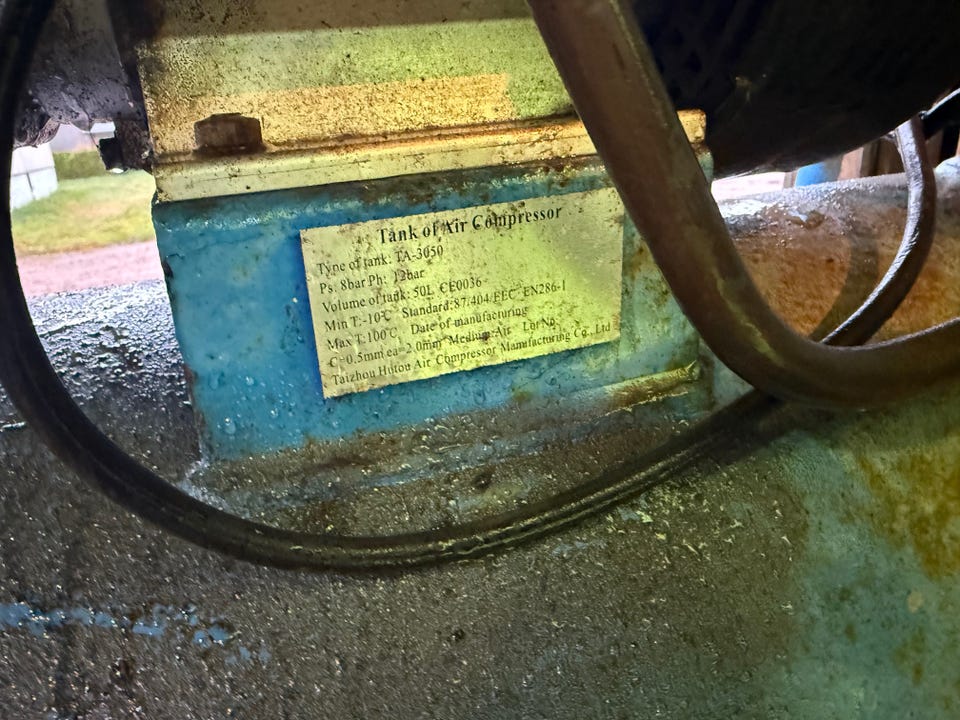 Tank of Air Compressor
Type of tank: TA-3050
Ps: 8bar Ph: 12bar
Volume of tank: 50L CE0036
Min T:-10℃ Standard:87/404/EEC EN286-1
Max T:100℃ Date of manufacturing
C=0.5mm ea=2.0mm Medium:Air Lot No
Taizhou Hutou Air Compressor Manufacturing Co., Ltd